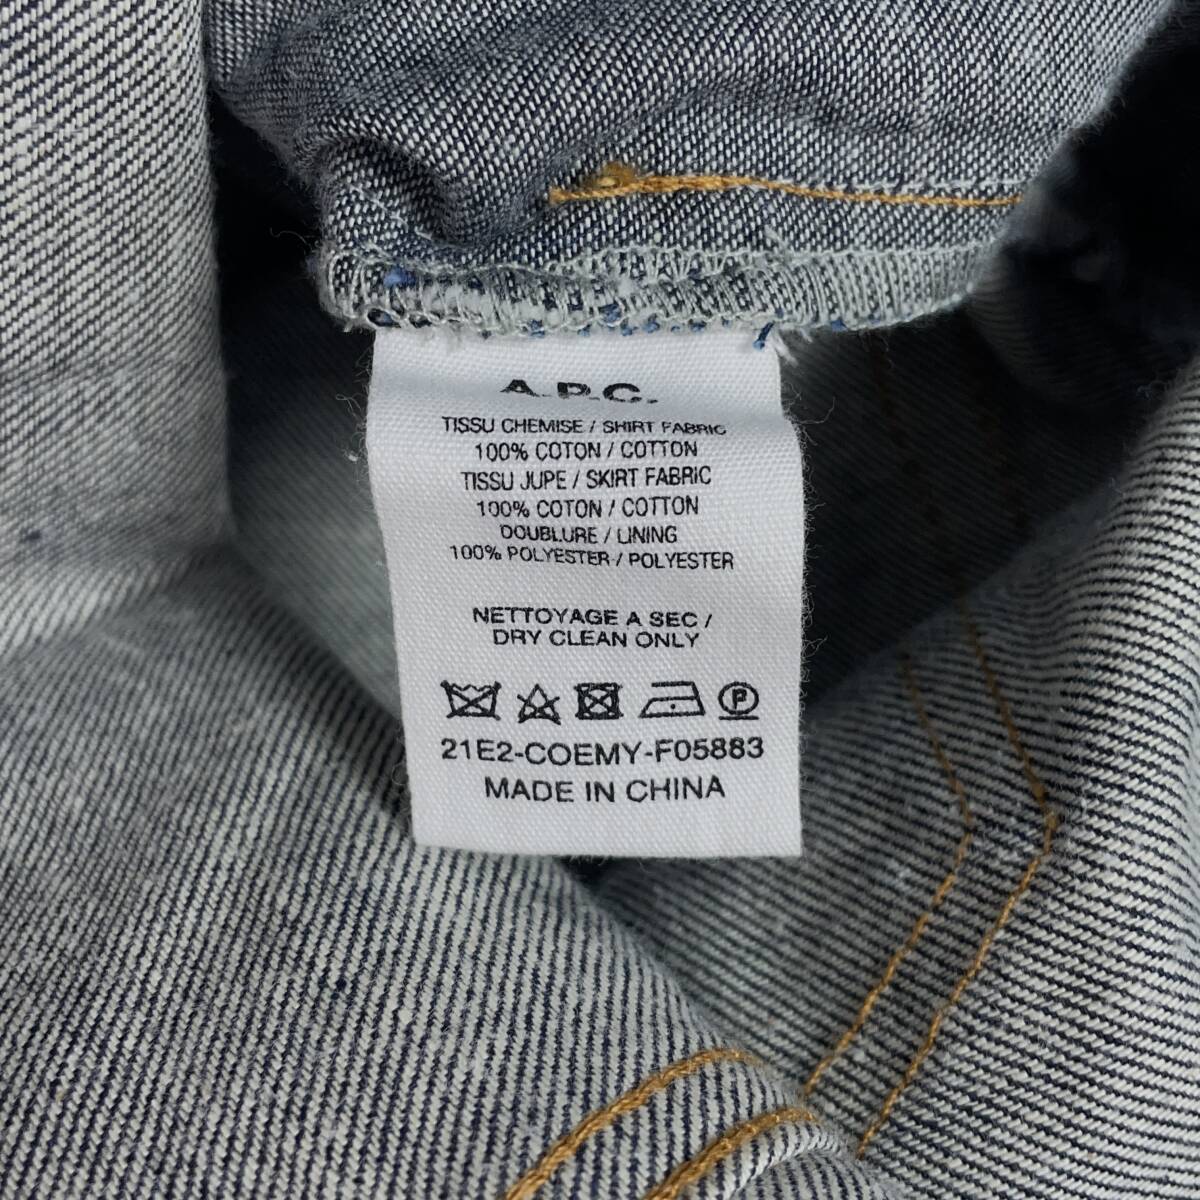 A.P.C.
TISSU CHEMISE / SHIRT FABRIC
100% COTON / COTTON
TISSU JUPE / SKIRT FABRIC
100% COTON / COTTON
DOUBLURE / LINING
100% POLYESTER / POLYESTER
NETTOYAGE A SEC /
DRY CLEAN ONLY
P
21E2-COEMY-F05883
MADE IN CHINA